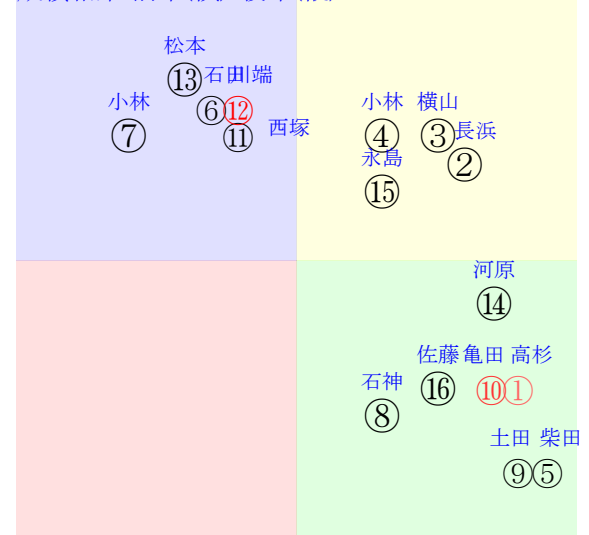 松本
石田 川端
⑬
小林
⑥⑫
小林 横山
⑦
⑪
西塚
④
③
長浜
永島
②
⑮
河原
⑭
佐藤 亀田 高杉
石神
⑯
⑩①
⑧
土田 柴田
⑨⑤